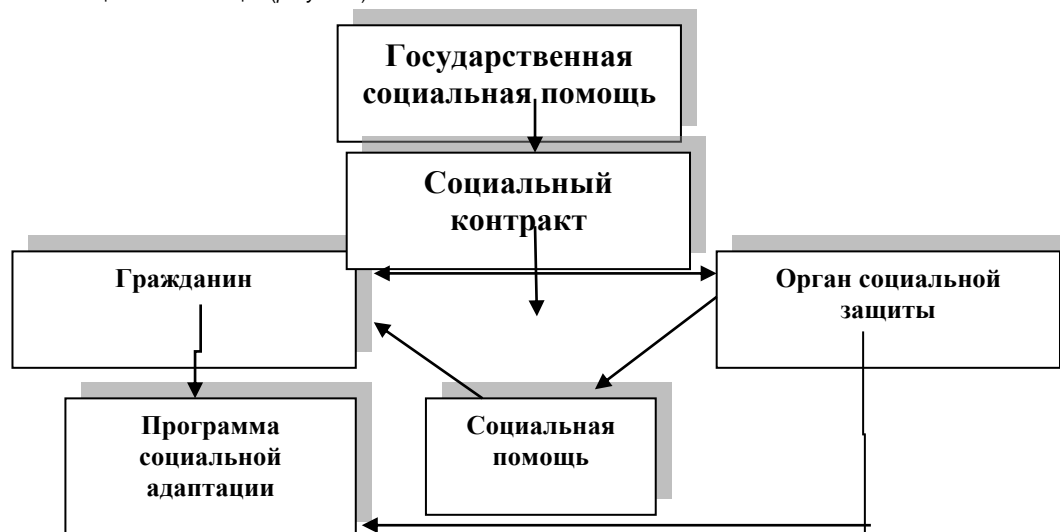 Государственная
социальная помощь
Социальный
контракт
Гражданин
Орган социальной
защиты
Программа
социальной
адаптации
Социальная
помощь